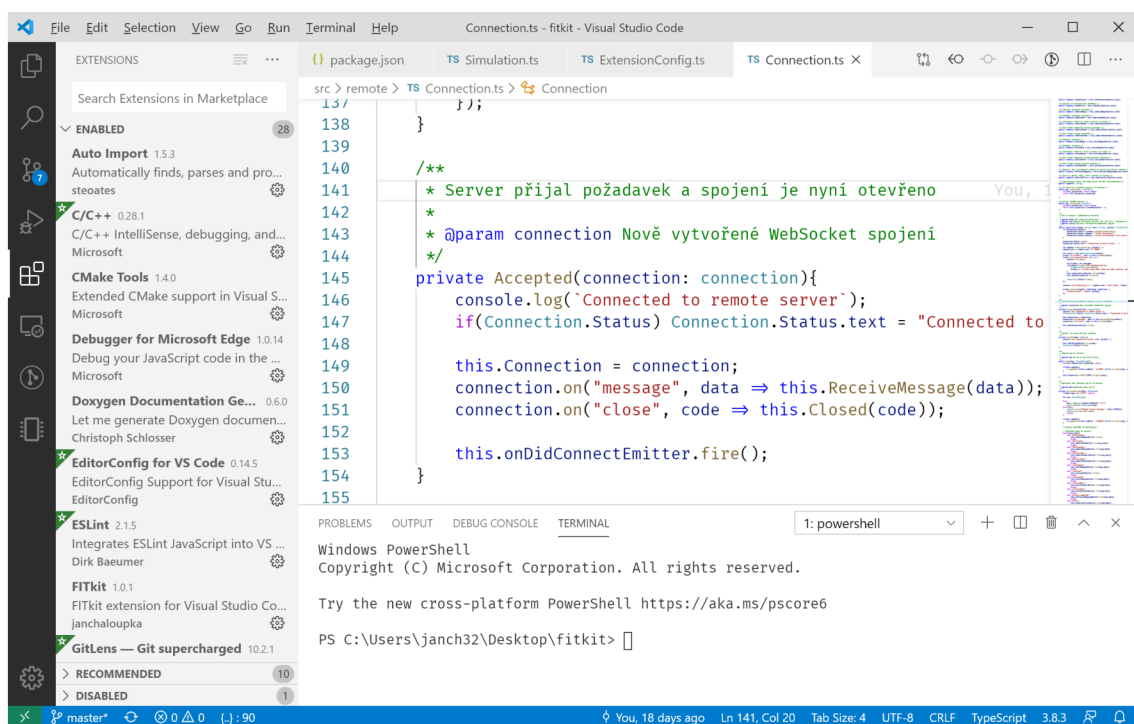 File Edit Selection View Go Run Terminal Help Connection.ts - fitkit - Visual Studio Code
EXTENSIONS
{} package.json TS Simulation.ts TS ExtensionConfig.ts TS Connection.ts
Search Extensions in Marketplace
ENABLED 28
Auto Import 1.5.3
Automatically finds, parses and pro...
steoates
C/C++ 0.28.1
C/C++ IntelliSense, debugging, and...
Microsoft
CMake Tools 1.4.0
Extended CMake support in Visual S...
Microsoft
Debugger for Microsoft Edge 1.0.14
Debug your JavaScript code in the ...
Microsoft
Doxygen Documentation Ge... 0.6.0
Let me generate Doxygen documen...
Christoph Schlosser
EditorConfig for VS Code 0.14.5
EditorConfig Support for Visual Stu...
EditorConfig
ESLint 2.1.5
Integrates ESLint JavaScript into VS ...
Dirk Baeumer
FITkit 1.0.1
FITkit extension for Visual Studio Co...
janchaloupka
GitLens — Git supercharged 10.2.1
RECOMMENDED 10
DISABLED 1
7
src > remote > TS Connection.ts > Connection
137 });
138 }
139
140 /**
141 * Server přijal požadavek a spojení je nyní otevřeno You, 1
142 *
143 * @param connection Nově vytvořené WebSocket spojení
144 */
145 private Accepted(connection: connection){
146 console.log(`Connected to remote server`);
147 if(Connection.Status) Connection.Status.text = "Connected to
148
149 this.Connection = connection;
150 connection.on("message", data ⇒ this.ReceiveMessage(data));
151 connection.on("close", code ⇒ this.Closed(code));
152
153 this.onDidConnectEmitter.fire();
154 }
155
PROBLEMS OUTPUT DEBUG CONSOLE TERMINAL 1: powershell
Windows PowerShell
Copyright (C) Microsoft Corporation. All rights reserved.
Try the new cross-platform PowerShell https://aka.ms/pscore6
PS C:\Users\janch32\Desktop\fitkit>
master* 0 0 {..} : 90 You, 18 days ago Ln 141, Col 20 Tab Size: 4 UTF-8 CRLF TypeScript 3.8.3